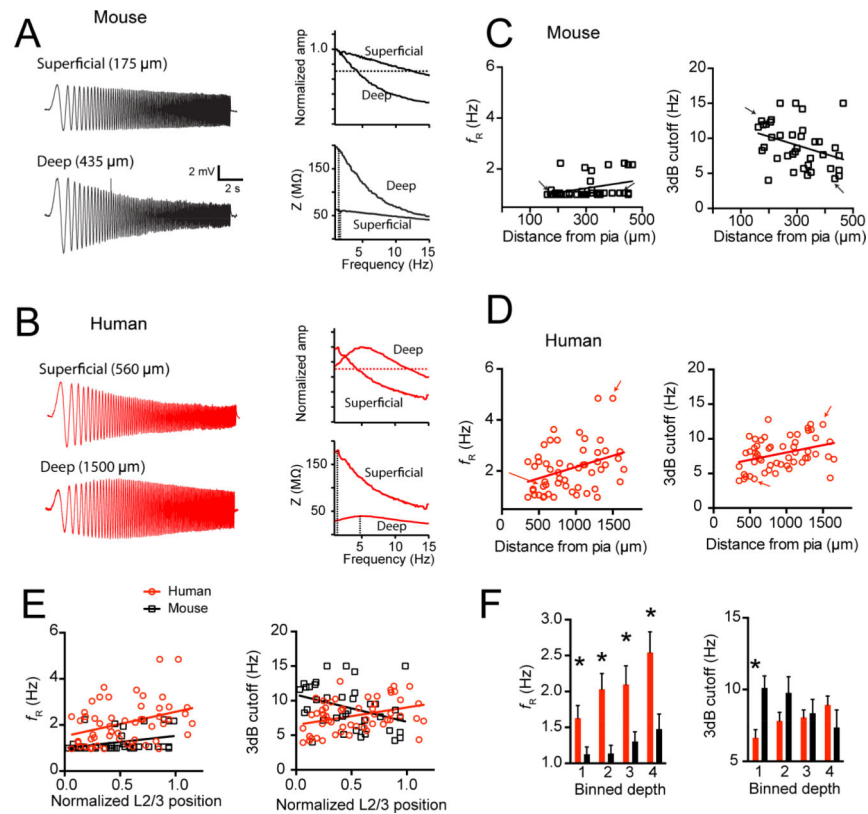 Mouse
A
Superficial (175 µm)
Deep (435 µm)
2 mV
2 s
Normalized amp
1.0
Superficial
Deep
Z (MΩ)
150
50
Deep
Superficial
5 10 15
Frequency (Hz)
C
Mouse
fR (Hz)
6
4
2
100 300 500
Distance from pia (µm)
3dB cutoff (Hz)
20
15
10
5
0
100 300 500
Distance from pia (µm)
B
Human
Superficial (560 µm)
Deep (1500 µm)
Normalized amp
Deep
Superficial
Z (MΩ)
150
50
Superficial
Deep
5 10 15
Frequency (Hz)
D
Human
fR (Hz)
6
4
2
0
0 500 1000 1500
Distance from pia (µm)
3dB cutoff (Hz)
20
15
10
5
0
0 500 1000 1500
Distance from pia (µm)
E
Human
Mouse
fR (Hz)
6
4
2
0
0.0 0.5 1.0
Normalized L2/3 position
3dB cutoff (Hz)
20
15
10
5
0
0.0 0.5 1.0
Normalized L2/3 position
F
fR (Hz)
3.0
2.5
2.0
1.5
1.0
* * * *
1 2 3 4
Binned depth
3dB cutoff (Hz)
15
10
5
*
1 2 3 4
Binned depth